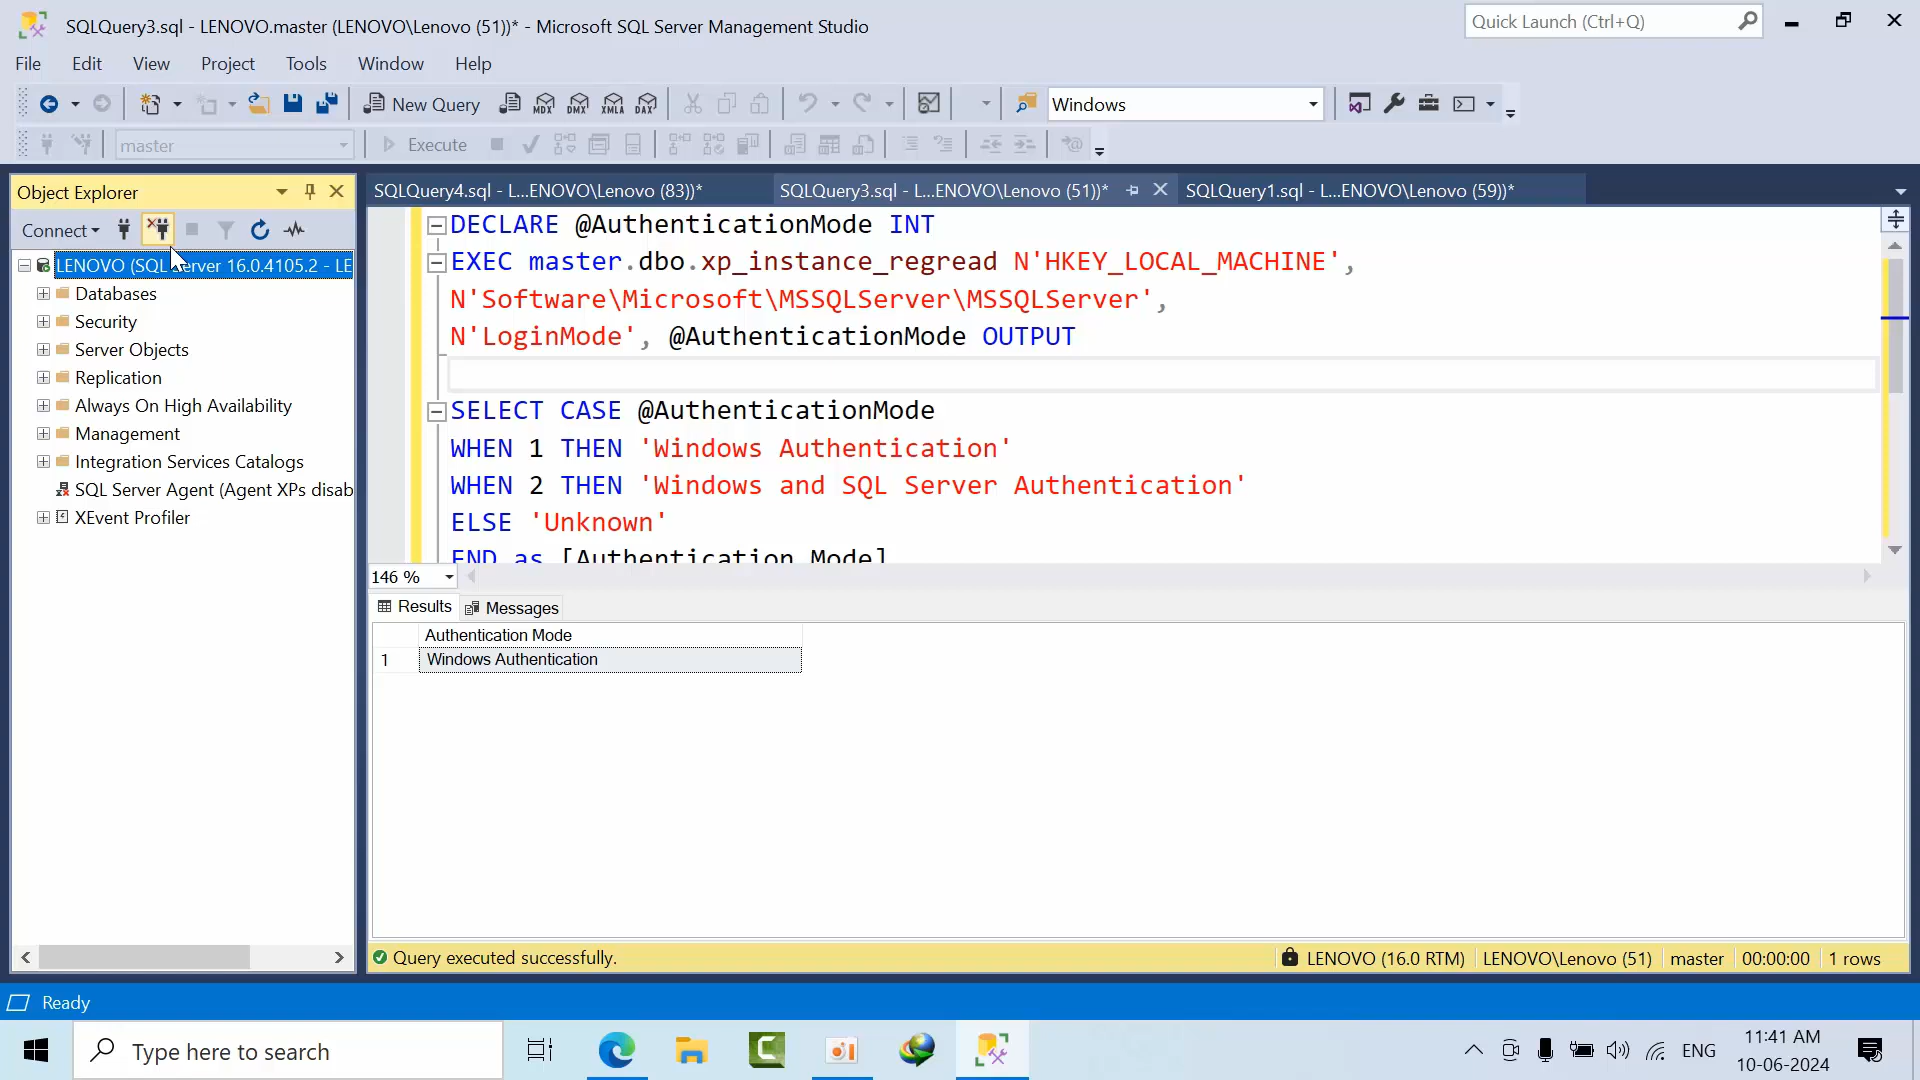 SQLQuery3.sql - LENOVO.master (LENOVO\Lenovo (51))* - Microsoft SQL Server Management Studio
Quick Launch (Ctrl+Q)
File Edit View Project Tools Window Help
New Query MDX DMX XMLA DAX Windows
master Execute
Object Explorer
Connect
LENOVO (SQL Server 16.0.4105.2 - LE
Databases
Security
Server Objects
Replication
Always On High Availability
Management
Integration Services Catalogs
SQL Server Agent (Agent XPs disab
XEvent Profiler
SQLQuery4.sql - L...ENOVO\Lenovo (83))* SQLQuery3.sql - L...ENOVO\Lenovo (51))* SQLQuery1.sql - L...ENOVO\Lenovo (59))*
DECLARE @AuthenticationMode INT
EXEC master.dbo.xp_instance_regread N'HKEY_LOCAL_MACHINE',
N'Software\Microsoft\MSSQLServer\MSSQLServer',
N'LoginMode', @AuthenticationMode OUTPUT
SELECT CASE @AuthenticationMode
WHEN 1 THEN 'Windows Authentication'
WHEN 2 THEN 'Windows and SQL Server Authentication'
ELSE 'Unknown'
END as [Authentication Mode]
146 %
Results Messages
Authentication Mode
1 Windows Authentication
Query executed successfully. LENOVO (16.0 RTM) LENOVO\Lenovo (51) master 00:00:00 1 rows
Ready
Type here to search
ENG
11:41 AM
10-06-2024